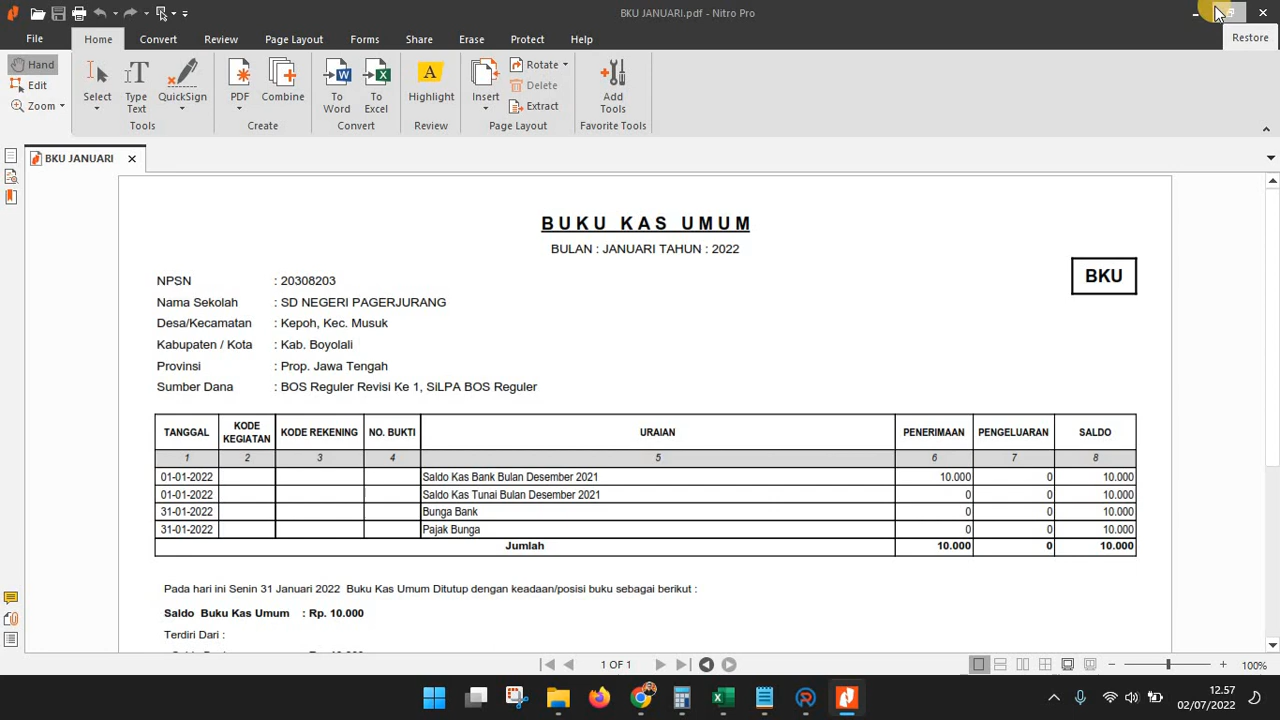 BKU JANUARI.pdf - Nitro Pro
Restore
File Home Convert Review Page Layout Forms Share Erase Protect Help
Hand
Edit
Zoom
Select
Type Text
QuickSign
Tools
PDF
Combine
Create
To Word
To Excel
Convert
Highlight
Review
Insert
Rotate
Delete
Extract
Page Layout
Add Tools
Favorite Tools
BKU JANUARI
BUKU KAS UMUM
BULAN : JANUARI TAHUN : 2022
BKU
NPSN : 20308203
Nama Sekolah : SD NEGERI PAGERJURANG
Desa/Kecamatan : Kepoh, Kec. Musuk
Kabupaten / Kota : Kab. Boyolali
Provinsi : Prop. Jawa Tengah
Sumber Dana : BOS Reguler Revisi Ke 1, SiLPA BOS Reguler
TANGGAL KODE KEGIATAN KODE REKENING NO. BUKTI URAIAN PENERIMAAN PENGELUARAN SALDO
1 2 3 4 5 6 7 8
01-01-2022 Saldo Kas Bank Bulan Desember 2021 10.000 0 10.000
01-01-2022 Saldo Kas Tunai Bulan Desember 2021 0 0 10.000
31-01-2022 Bunga Bank 0 0 10.000
31-01-2022 Pajak Bunga 0 0 10.000
Jumlah 10.000 0 10.000
Pada hari ini Senin 31 Januari 2022 Buku Kas Umum Ditutup dengan keadaan/posisi buku sebagai berikut :
Saldo Buku Kas Umum : Rp. 10.000
Terdiri Dari :
1 OF 1
100%
12.57
02/07/2022